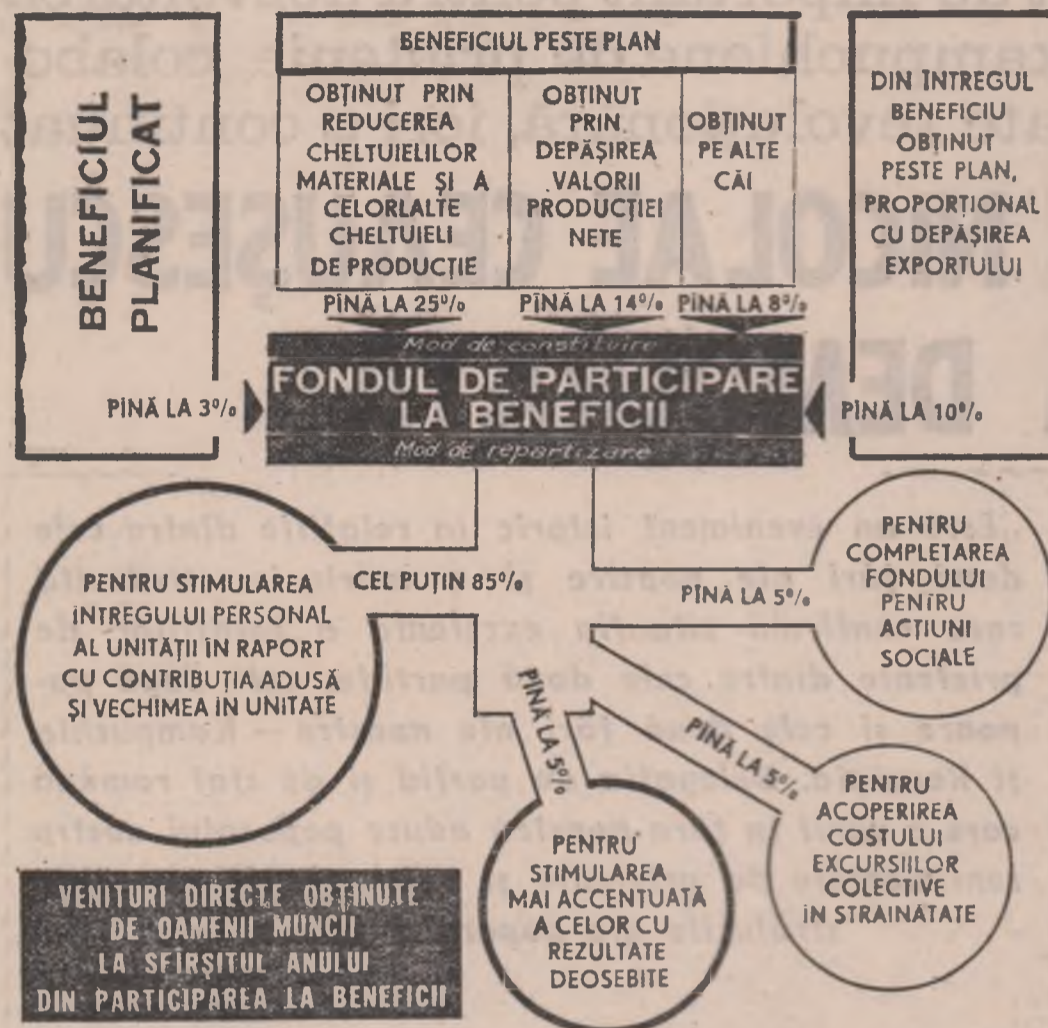 BENEFICIUL
PLANIFICAT
PÎNĂ LA 3%
BENEFICIUL PESTE PLAN
OBȚINUT PRIN
REDUCEREA
CHELTUIELILOR
MATERIALE ȘI A
CELORLALTE
CHELTUIELI
DE PRODUCȚIE
PÎNĂ LA 25%
OBȚINUT
PRIN
DEPĂȘIREA
VALORII
PRODUCȚIEI
NETE
PÎNĂ LA 14%
OBȚINUT
PE ALTE
CĂI
PÎNĂ LA 8%
DIN ÎNTREGUL
BENEFICIU
OBȚINUT
PESTE PLAN,
PROPORȚIONAL
CU DEPĂȘIREA
EXPORTULUI
PÎNĂ LA 10%
Mod de constituire
FONDUL DE PARTICIPARE
LA BENEFICII
Mod de repartizare
PENTRU STIMULAREA
INTREGULUI PERSONAL
AL UNITĂȚII ÎN RAPORT
CU CONTRIBUȚIA ADUSĂ
ȘI VECHIMEA IN UNITATE
CEL PUȚIN 85%
PÎNĂ LA 5%
PENTRU
COMPLETAREA
FONDULUI
PENTRU
ACȚIUNI
SOCIALE
PÎNĂ LA 5%
PENTRU
STIMULAREA
MAI ACCENTUATĂ
A CELOR CU
REZULTATE
DEOSEBITE
PINĂ LA 5%
PENTRU
ACOPERIREA
COSTULUI
EXCURSIILOR
COLECTIVE
IN STRAINĂTATE
VENITURI DIRECTE OBȚINUTE
DE OAMENII MUNCII
LA SFÎRȘITUL ANULUI
DIN PARTICIPAREA LA BENEFICII